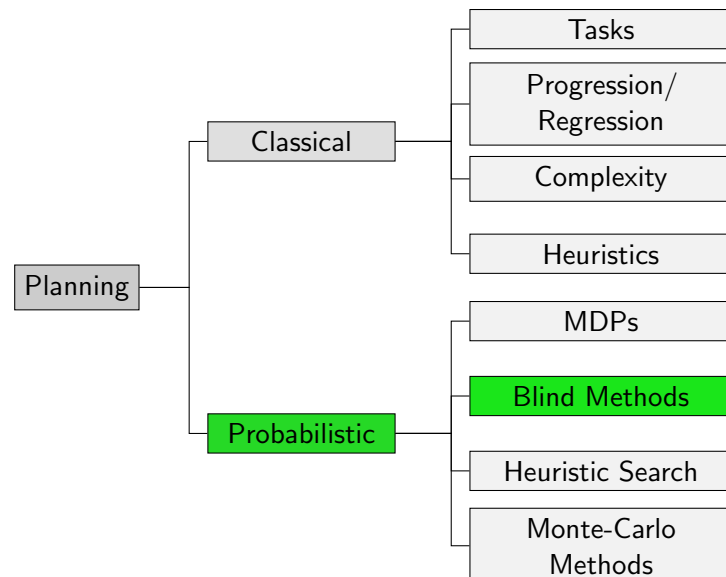 Tasks
Progression/
Regression
Classical
Complexity
Heuristics
Planning
MDPs
Blind Methods
Probabilistic
Heuristic Search
Monte-Carlo
Methods